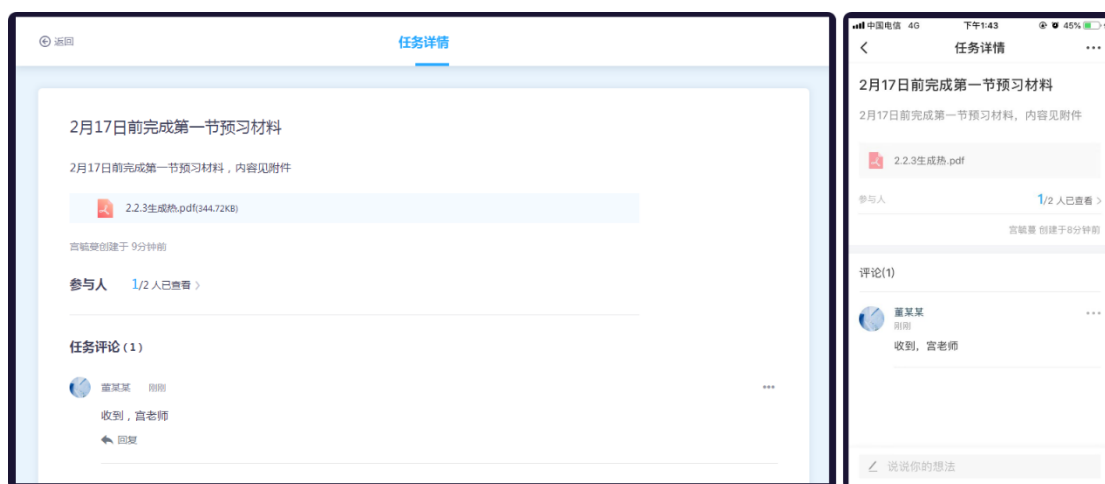 返回
任务详情
2月17日前完成第一节预习材料
2月17日前完成第一节预习材料，内容见附件
2.2.3生成热.pdf(344.72KB)
宫毓蔓创建于 9分钟前
参与人 1/2 人已查看
任务评论 ( 1 )
董某某 刚刚
收到，宫老师
回复
中国电信 4G 下午1:43 45%
任务详情
2月17日前完成第一节预习材料
2月17日前完成第一节预习材料，内容见附件
2.2.3生成热.pdf
参与人 1/2 人已查看
宫毓蔓 创建于8分钟前
评论(1)
董某某
刚刚
收到，宫老师
说说你的想法